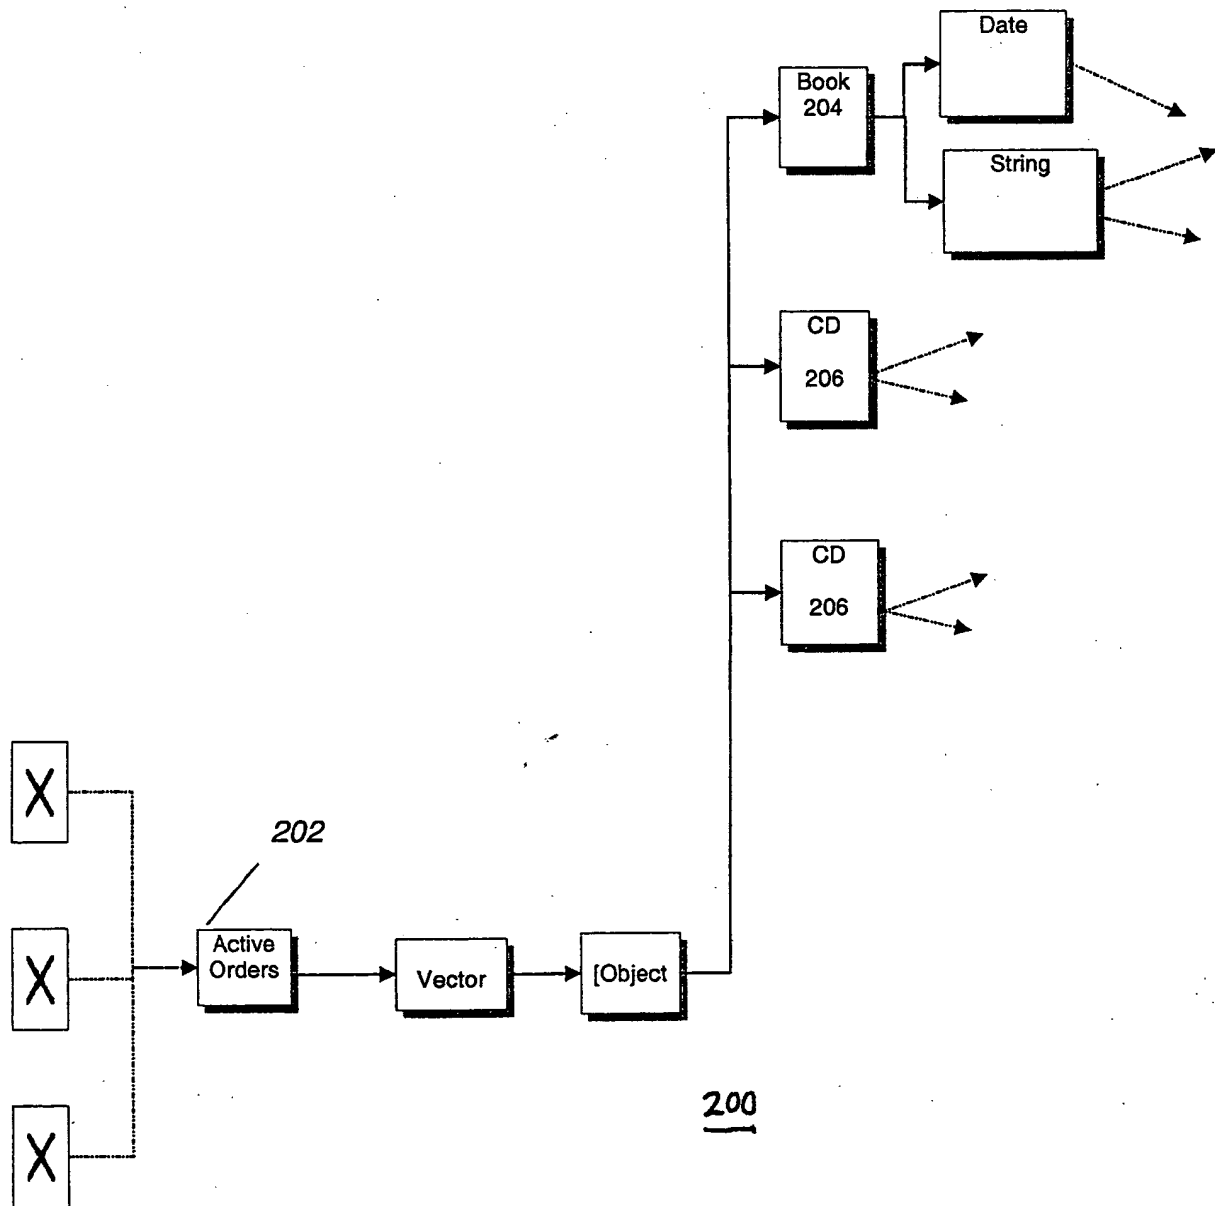 Date
Book
204
String
CD
206
CD
206
X
202
Active
Orders
X
Vector
[Object
200
X